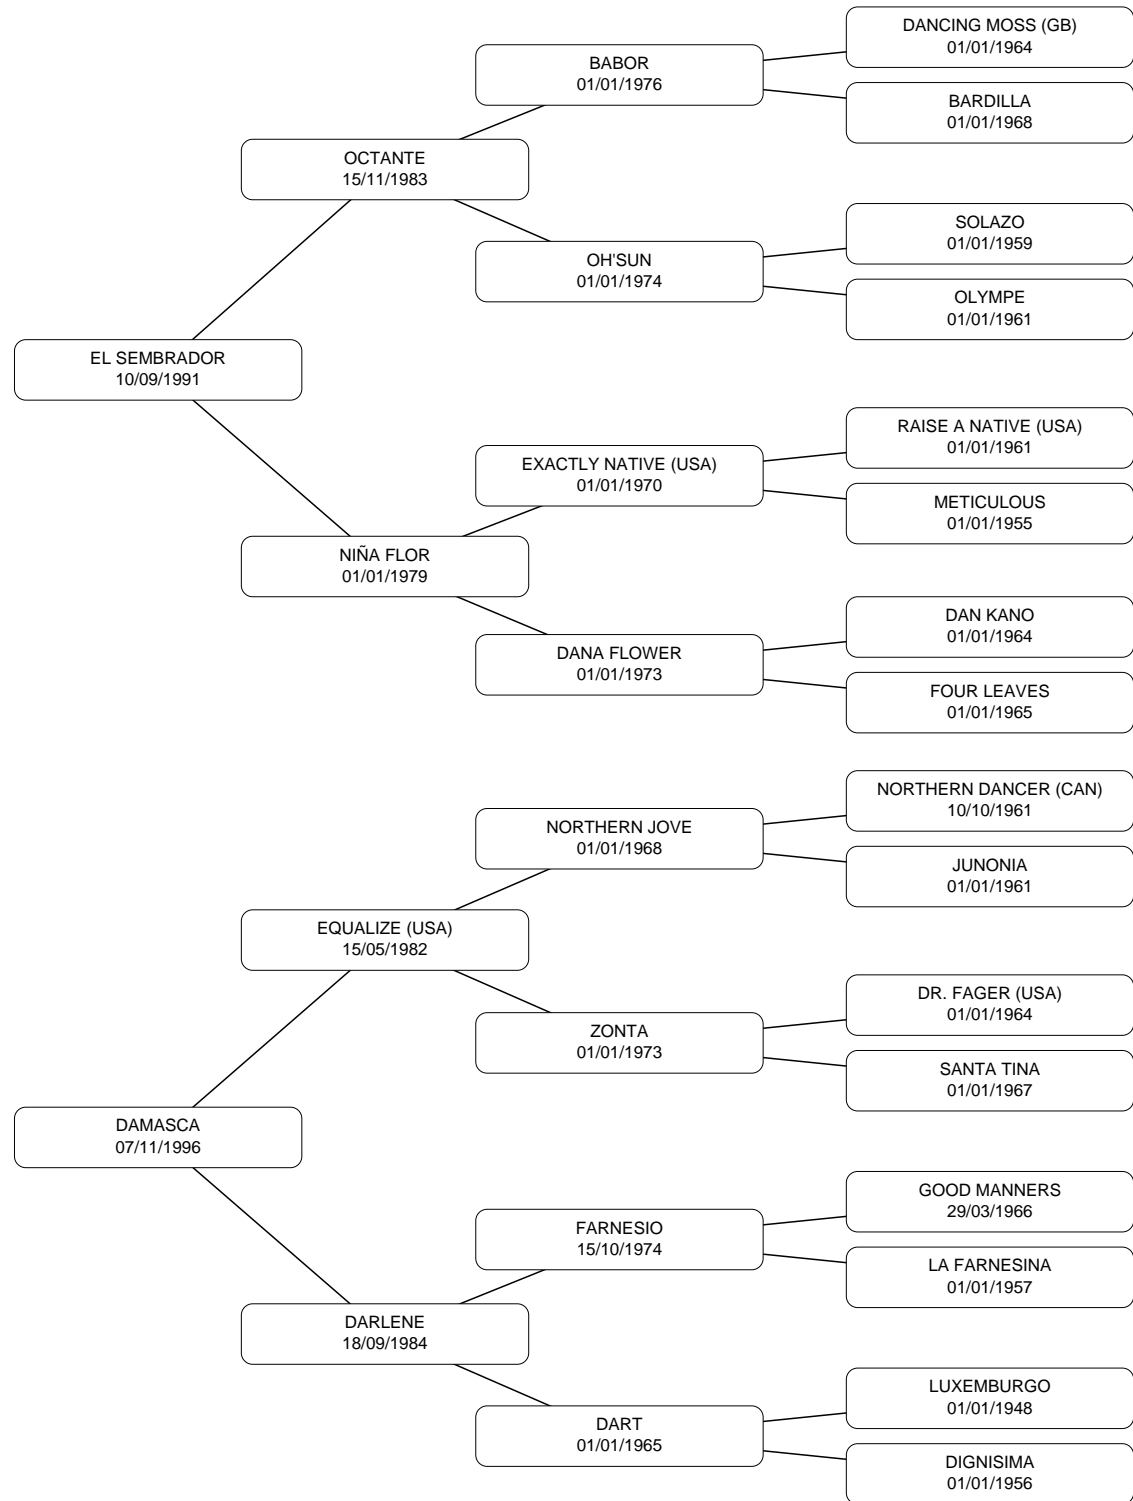 DANCING MOSS (GB)
01/01/1964
BABOR
01/01/1976
BARDILLA
01/01/1968
OCTANTE
15/11/1983
SOLAZO
01/01/1959
OH'SUN
01/01/1974
OLYMPE
01/01/1961
EL SEMBRADOR
10/09/1991
RAISE A NATIVE (USA)
01/01/1961
EXACTLY NATIVE (USA)
01/01/1970
METICULOUS
01/01/1955
NIÑA FLOR
01/01/1979
DAN KANO
01/01/1964
DANA FLOWER
01/01/1973
FOUR LEAVES
01/01/1965
NORTHERN DANCER (CAN)
10/10/1961
NORTHERN JOVE
01/01/1968
JUNONIA
01/01/1961
EQUALIZE (USA)
15/05/1982
DR. FAGER (USA)
01/01/1964
ZONTA
01/01/1973
SANTA TINA
01/01/1967
DAMASCA
07/11/1996
GOOD MANNERS
29/03/1966
FARNESIO
15/10/1974
LA FARNESINA
01/01/1957
DARLENE
18/09/1984
LUXEMBURGO
01/01/1948
DART
01/01/1965
DIGNISIMA
01/01/1956